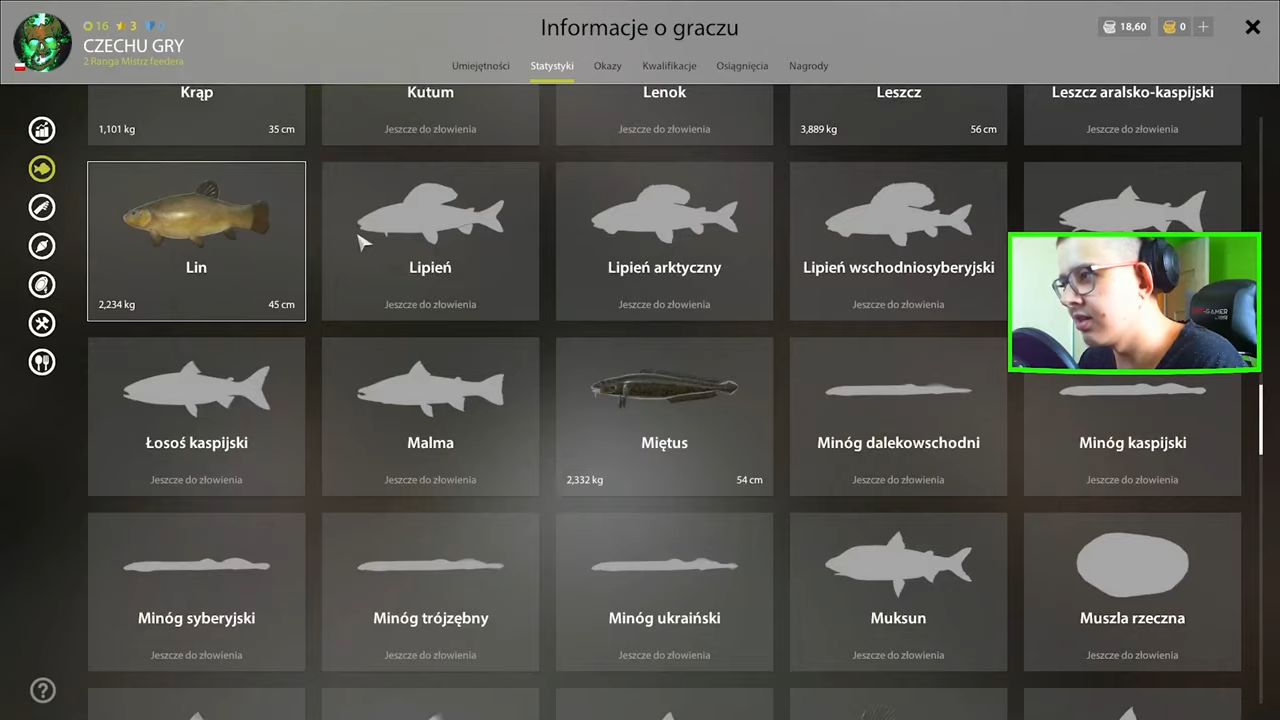 16 3 0
CZECHU GRY
2 Ranga Mistrz feedera
Informacje o graczu
18,60 0 +
Umiejętności Statystyki Okazy Kwalifikacje Osiągnięcia Nagrody
Krąp Kutum Lenok Leszcz Leszcz aralsko-kaspijski
1,101 kg 35 cm Jeszcze do złowienia Jeszcze do złowienia 3,889 kg 56 cm Jeszcze do złowienia
Lin Lipień Lipień arktyczny Lipień wschodniosyberyjski
2,234 kg 45 cm Jeszcze do złowienia Jeszcze do złowienia Jeszcze do złowienia
Łosoś kaspijski Malma Miętus Minóg dalekowschodni Minóg kaspijski
Jeszcze do złowienia Jeszcze do złowienia 2,332 kg 54 cm Jeszcze do złowienia Jeszcze do złowienia
Minóg syberyjski Minóg trójzębny Minóg ukraiński Muksun Muszla rzeczna
Jeszcze do złowienia Jeszcze do złowienia Jeszcze do złowienia Jeszcze do złowienia Jeszcze do złowienia
?